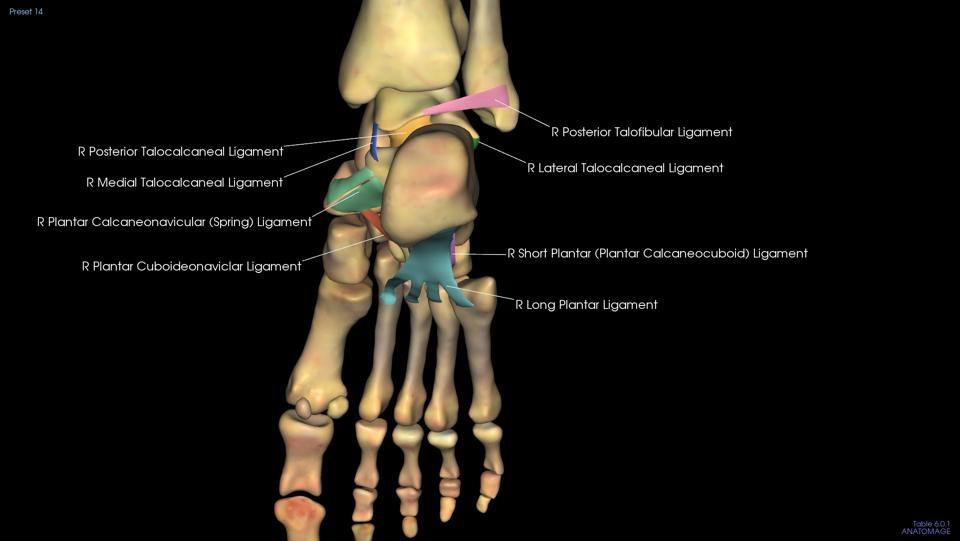 Preset 14
R Posterior Talofibular Ligament
R Posterior Talocalcaneal Ligament
R Lateral Talocalcaneal Ligament
R Medial Talocalcaneal Ligament
R Plantar Calcaneonavicular (Spring) Ligament
R Short Plantar (Plantar Calcaneocuboid) Ligament
R Plantar Cuboideonaviclar Ligament
R Long Plantar Ligament
Table 6.0.1
ANATOMAGE